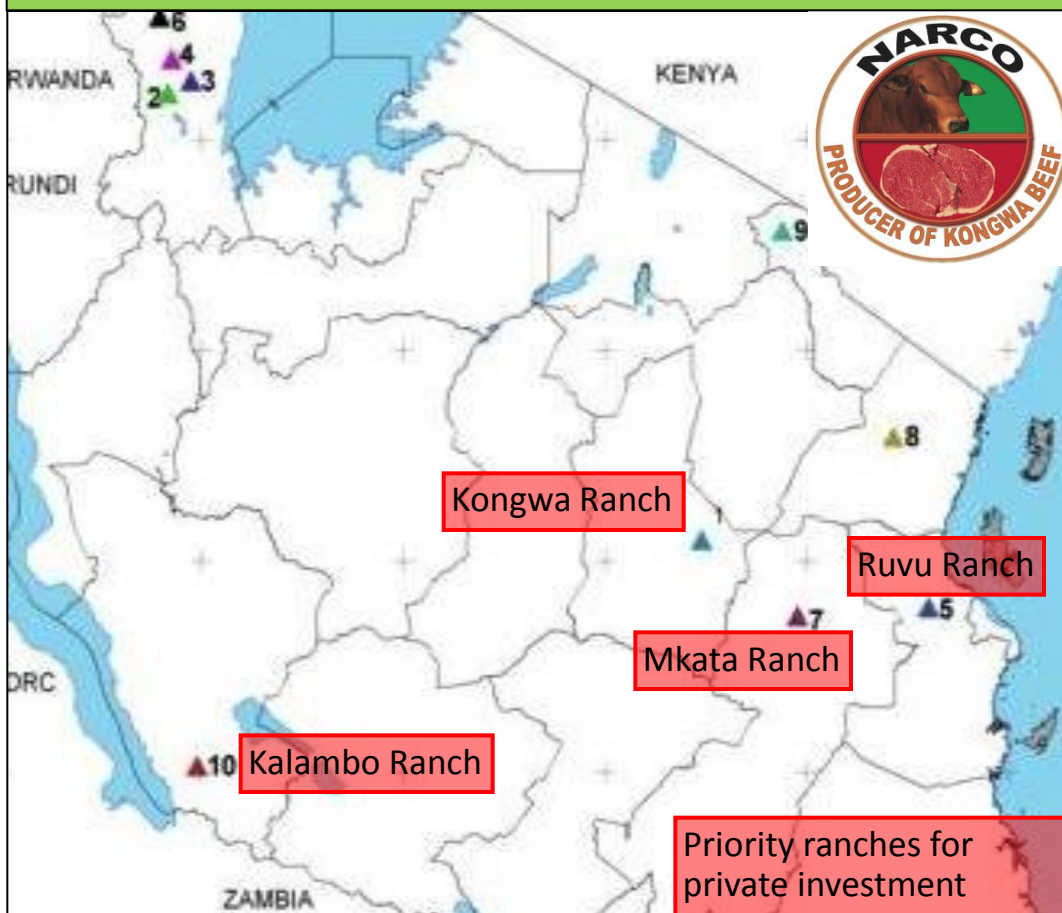 6
4
3
2
RWANDA
KENYA
NARCO
PRODUCER OF KONGWA BEEF
RUNDI
9
8
Kongwa Ranch
1
Ruvu Ranch
5
7
Mkata Ranch
DRC
10
Kalambo Ranch
Priority ranches for
private investment
ZAMBIA